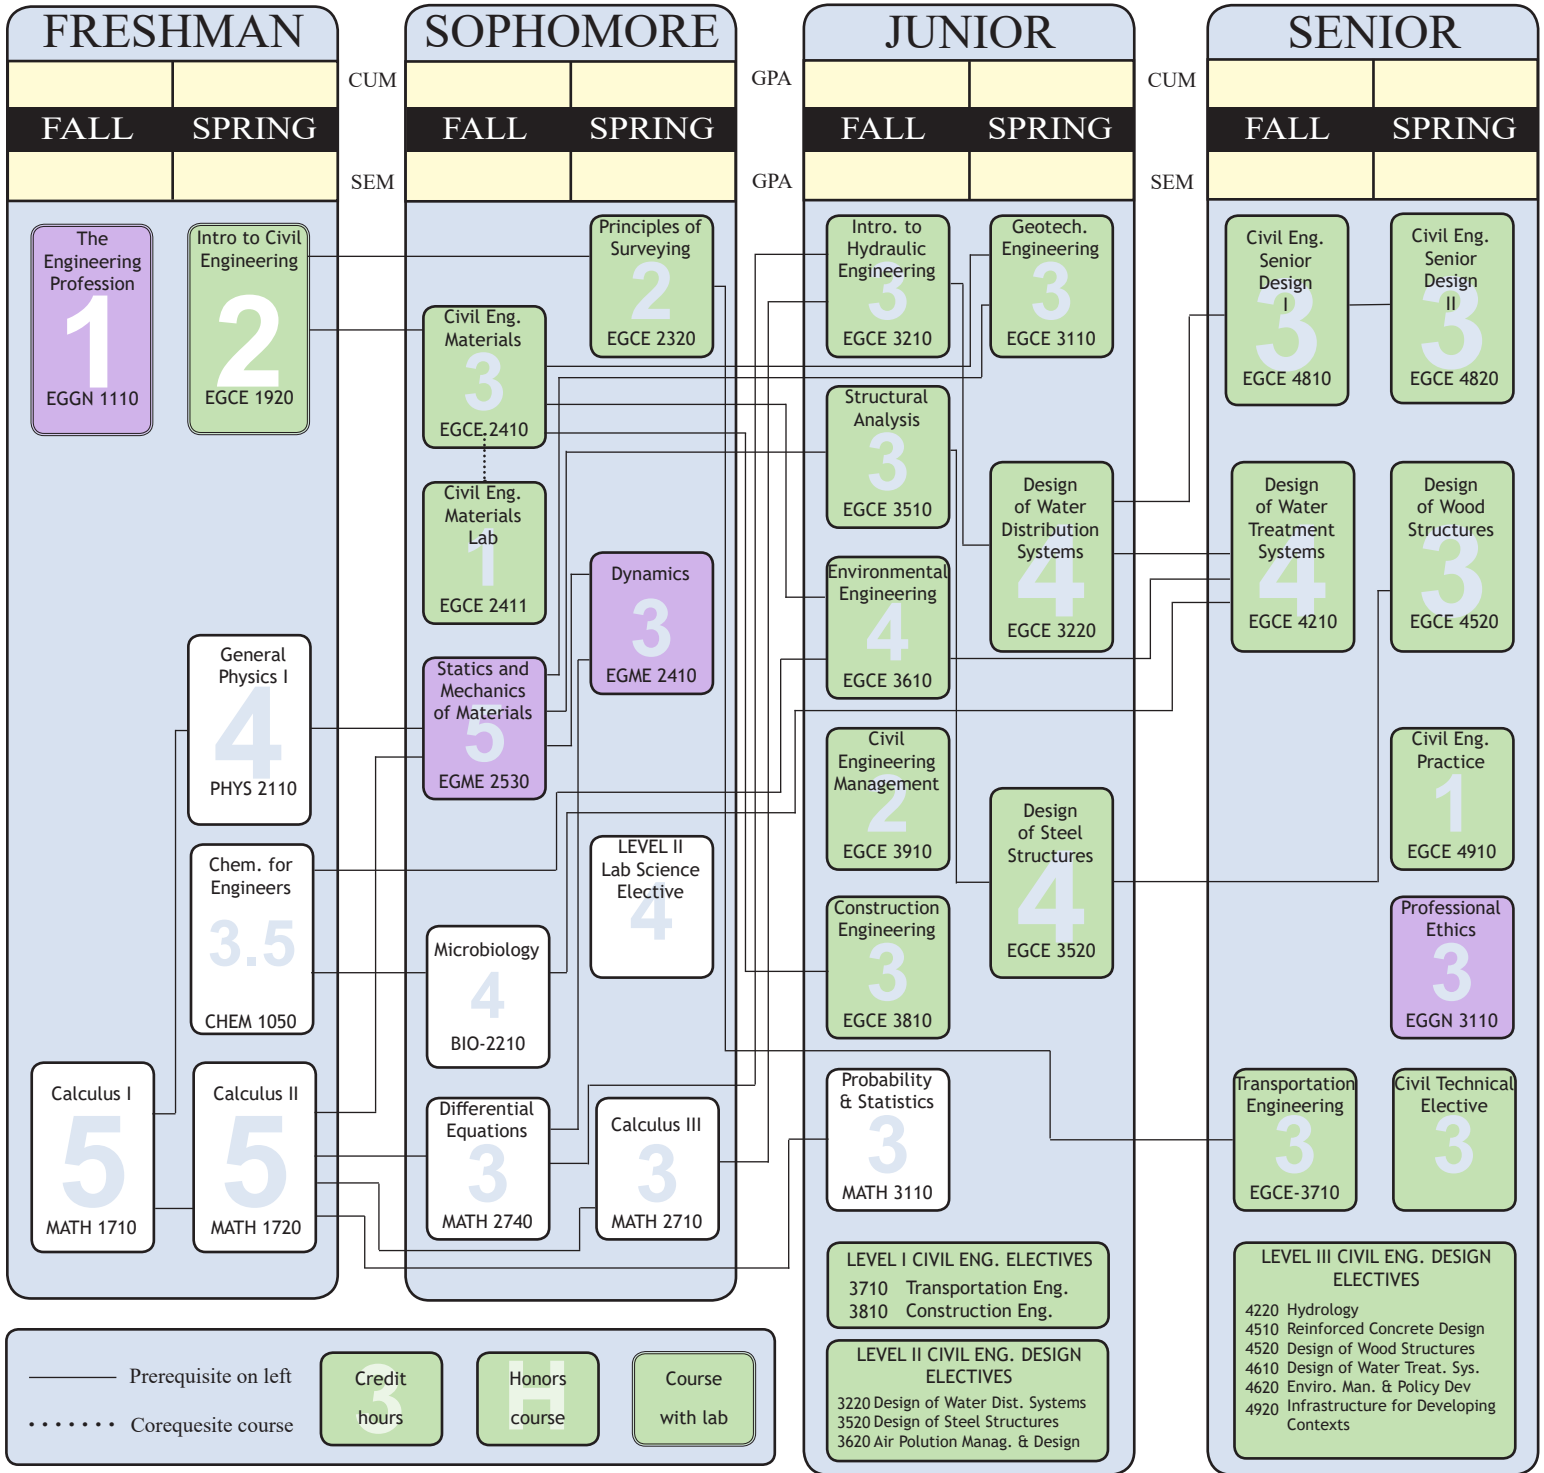 FRESHMAN
SOPHOMORE
JUNIOR
SENIOR
CUM
GPA
CUM
FALL
SPRING
FALL
SPRING
FALL
SPRING
FALL
SPRING
SEM
GPA
SEM
The
Engineering
Profession
1
EGGN 1110
Intro to Civil
Engineering
2
EGCE 1920
General
Physics I
4
PHYS 2110
Chem. for
Engineers
3.5
CHEM 1050
Calculus I
5
MATH 1710
Calculus II
5
MATH 1720
Civil Eng.
Materials
3
EGCE 2410
Civil Eng.
Materials
Lab
1
EGCE 2411
Statics and
Mechanics
of Materials
5
EGME 2530
Microbiology
4
BIO-2210
Differential
Equations
3
MATH 2740
Principles of
Surveying
2
EGCE 2320
Dynamics
3
EGME 2410
LEVEL II
Lab Science
Elective
4
Calculus III
3
MATH 2710
Intro. to
Hydraulic
Engineering
3
EGCE 3210
Structural
Analysis
3
EGCE 3510
Environmental
Engineering
4
EGCE 3610
Civil
Engineering
Management
2
EGCE 3910
Construction
Engineering
3
EGCE 3810
Probability
& Statistics
3
MATH 3110
Geotech.
Engineering
3
EGCE 3110
Design
of Water
Distribution
Systems
4
EGCE 3220
Design
of Steel
Structures
4
EGCE 3520
LEVEL I CIVIL ENG. ELECTIVES
3710 Transportation Eng.
3810 Construction Eng.
LEVEL II CIVIL ENG. DESIGN
ELECTIVES
3220 Design of Water Dist. Systems
3520 Design of Steel Structures
3620 Air Polution Manag. & Design
Civil Eng.
Senior
Design
I
3
EGCE 4810
Design
of Water
Treatment
Systems
4
EGCE 4210
Transportation
Engineering
3
EGCE-3710
Civil Eng.
Senior
Design
II
3
EGCE 4820
Design
of Wood
Structures
3
EGCE 4520
Civil Eng.
Practice
1
EGCE 4910
Professional
Ethics
3
EGGN 3110
Civil Technical
Elective
3
LEVEL III CIVIL ENG. DESIGN
ELECTIVES
4220 Hydrology
4510 Reinforced Concrete Design
4520 Design of Wood Structures
4610 Design of Water Treat. Sys.
4620 Enviro. Man. & Policy Dev
4920 Infrastructure for Developing
Contexts
Prerequisite on left
Corequesite course
Credit
3
hours
Honors
H
course
Course
with lab